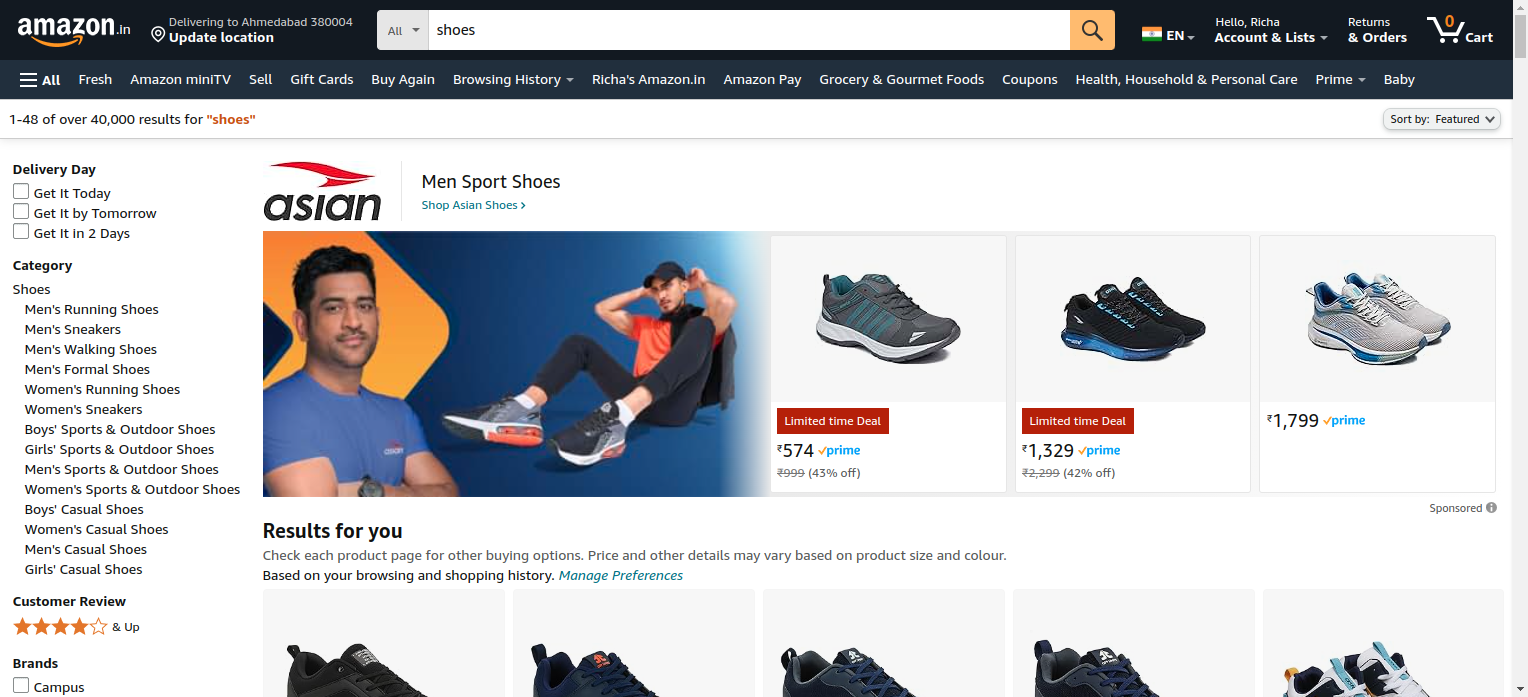 amazon.in
Delivering to Ahmedabad 380004
Update location
All
shoes
EN
Hello, Richa
Account & Lists
Returns
& Orders
0
Cart
All
Fresh
Amazon miniTV
Sell
Gift Cards
Buy Again
Browsing History
Richa's Amazon.in
Amazon Pay
Grocery & Gourmet Foods
Coupons
Health, Household & Personal Care
Prime
Baby
1-48 of over 40,000 results for "shoes"
Sort by: Featured
Delivery Day
Get It Today
Get It by Tomorrow
Get It in 2 Days
Category
Shoes
Men's Running Shoes
Men's Sneakers
Men's Walking Shoes
Men's Formal Shoes
Women's Running Shoes
Women's Sneakers
Boys' Sports & Outdoor Shoes
Girls' Sports & Outdoor Shoes
Men's Sports & Outdoor Shoes
Women's Sports & Outdoor Shoes
Boys' Casual Shoes
Women's Casual Shoes
Men's Casual Shoes
Girls' Casual Shoes
Customer Review
& Up
Brands
Campus
asian
Men Sport Shoes
Shop Asian Shoes ›
asian
Limited time Deal
₹574 prime
₹999 (43% off)
Limited time Deal
₹1,329 prime
₹2,299 (42% off)
₹1,799 prime
Sponsored
Results for you
Check each product page for other buying options. Price and other details may vary based on product size and colour.
Based on your browsing and shopping history. Manage Preferences